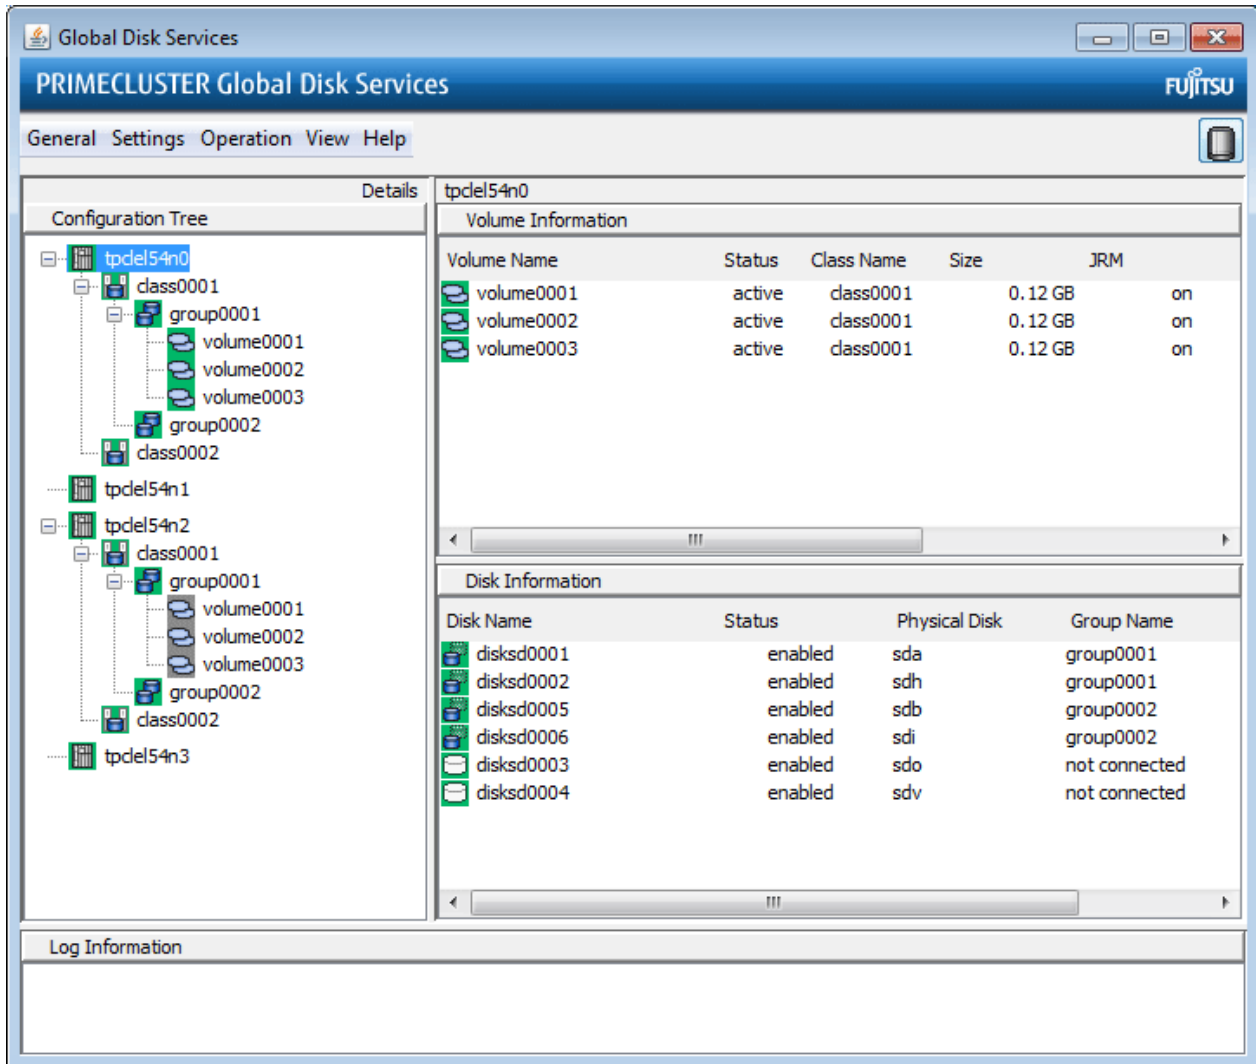 Global Disk Services
PRIMECLUSTER Global Disk Services
FUJITSU
General Settings Operation View Help
Details
Configuration Tree
tpclel54n0
class0001
group0001
volume0001
volume0002
volume0003
group0002
class0002
tpclel54n1
tpclel54n2
class0001
group0001
volume0001
volume0002
volume0003
group0002
class0002
tpclel54n3
tpclel54n0
Volume Information
Volume Name Status Class Name Size JRM
volume0001 active class0001 0.12 GB on
volume0002 active class0001 0.12 GB on
volume0003 active class0001 0.12 GB on
Disk Information
Disk Name Status Physical Disk Group Name
disksd0001 enabled sda group0001
disksd0002 enabled sdh group0001
disksd0005 enabled sdb group0002
disksd0006 enabled sdi group0002
disksd0003 enabled sdo not connected
disksd0004 enabled sdv not connected
Log Information